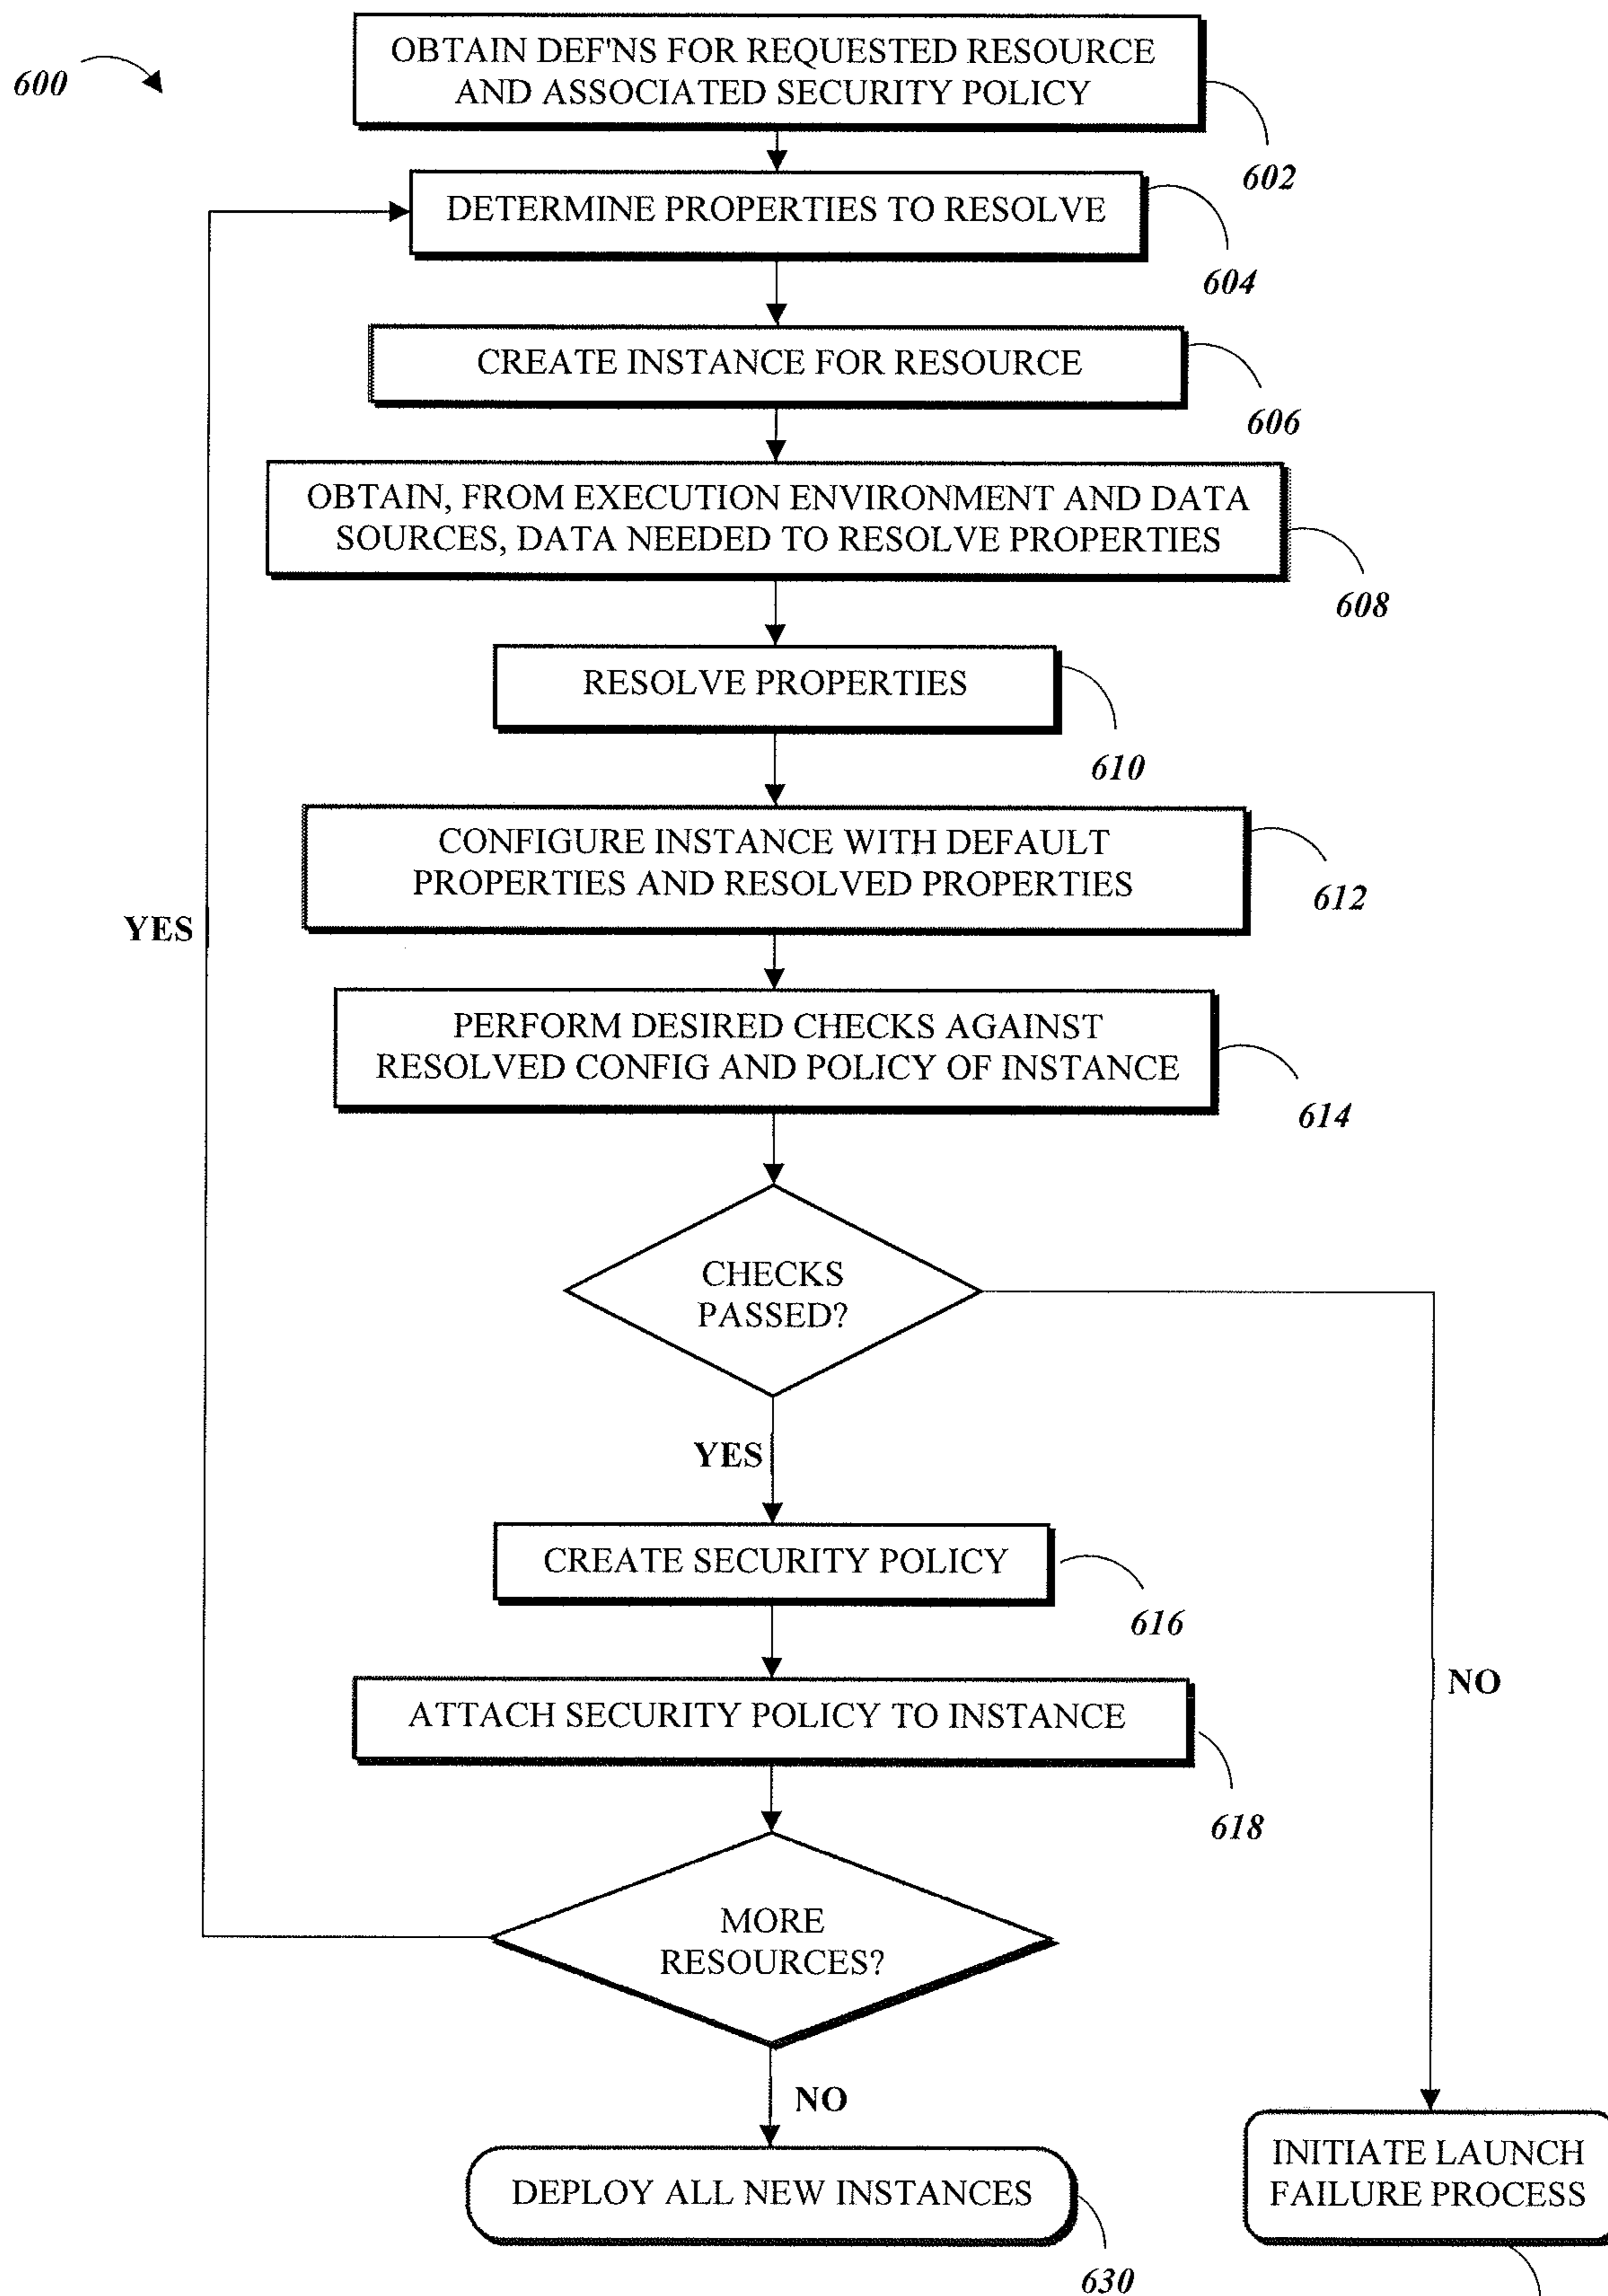 600
OBTAIN DEF'NS FOR REQUESTED RESOURCE
AND ASSOCIATED SECURITY POLICY
602
DETERMINE PROPERTIES TO RESOLVE
604
CREATE INSTANCE FOR RESOURCE
606
OBTAIN, FROM EXECUTION ENVIRONMENT AND DATA
SOURCES, DATA NEEDED TO RESOLVE PROPERTIES
608
RESOLVE PROPERTIES
610
CONFIGURE INSTANCE WITH DEFAULT
PROPERTIES AND RESOLVED PROPERTIES
612
YES
PERFORM DESIRED CHECKS AGAINST
RESOLVED CONFIG AND POLICY OF INSTANCE
614
CHECKS
PASSED?
YES
CREATE SECURITY POLICY
616
NO
ATTACH SECURITY POLICY TO INSTANCE
618
MORE
RESOURCES?
NO
INITIATE LAUNCH
FAILURE PROCESS
DEPLOY ALL NEW INSTANCES
630